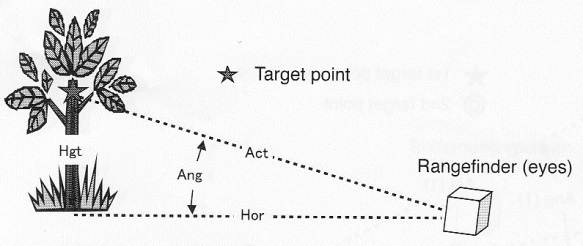 Target point
Hgt
Act
Ang
Rangefinder (eyes)
Hor